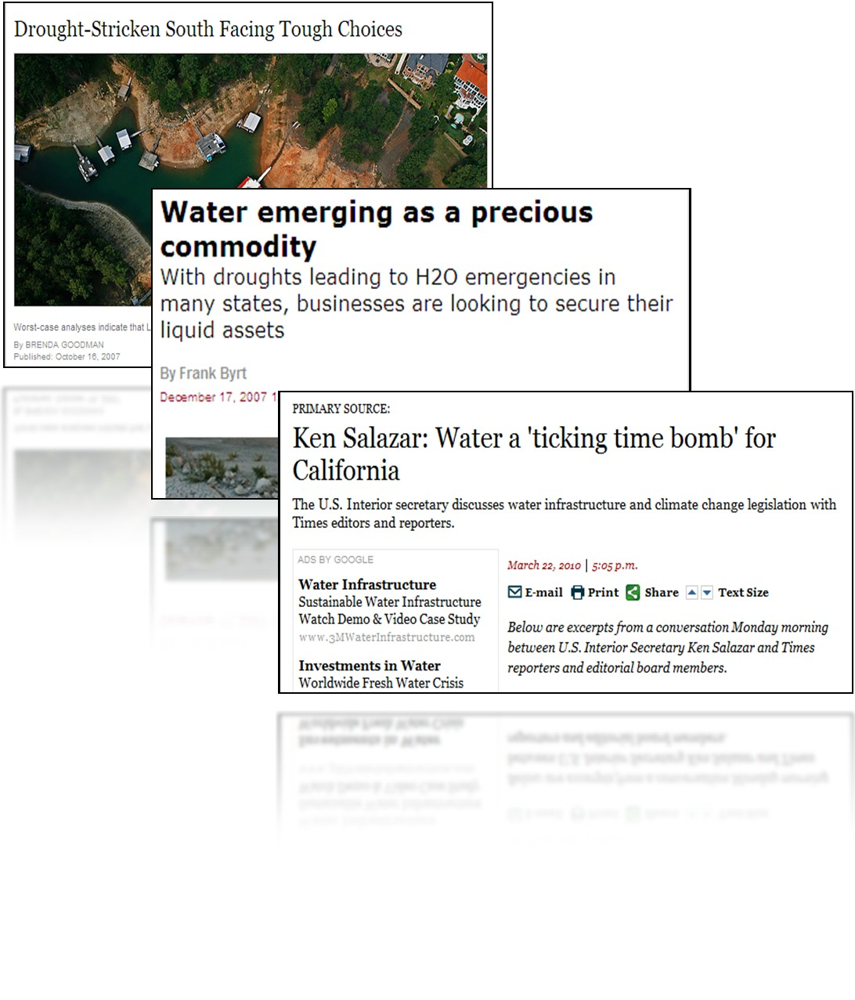 Drought-Stricken South Facing Tough Choices
Worst-case analyses indicate that
By BRENDA GOODMAN
Published: October 16, 2007
Water emerging as a precious
commodity
With droughts leading to H2O emergencies in
many states, businesses are looking to secure their
liquid assets
By Frank Byrt
December 17, 2007
PRIMARY SOURCE:
Ken Salazar: Water a 'ticking time bomb' for
California
The U.S. Interior secretary discusses water infrastructure and climate change legislation with
Times editors and reporters.
ADS BY GOOGLE
Water Infrastructure
Sustainable Water Infrastructure
Watch Demo & Video Case Study
www.3MWaterInfrastructure.com
Investments in Water
Worldwide Fresh Water Crisis
March 22, 2010 | 5:05 p.m.
E-mail Print Share Text Size
Below are excerpts from a conversation Monday morning
between U.S. Interior Secretary Ken Salazar and Times
reporters and editorial board members.